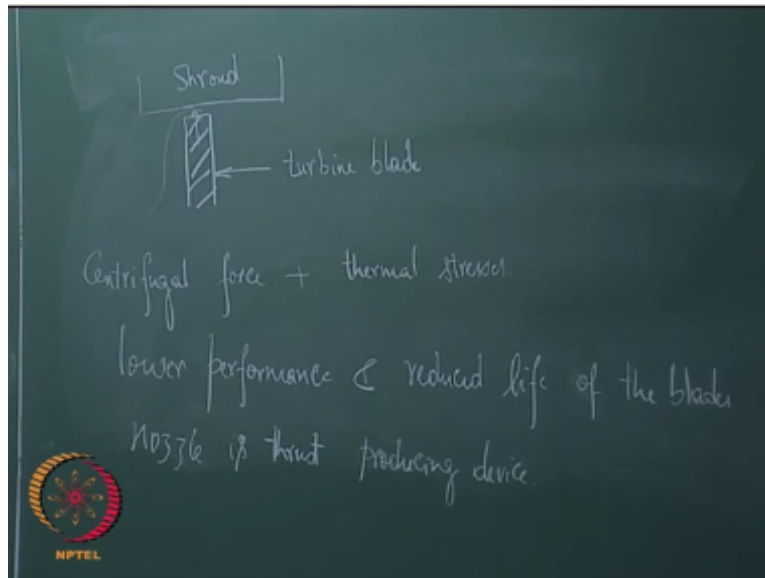 Shroud
turbine blade
Centrifugal force + thermal stresses.
lower performance & reduced life of the blades
is thrust producing device.
NPTEL